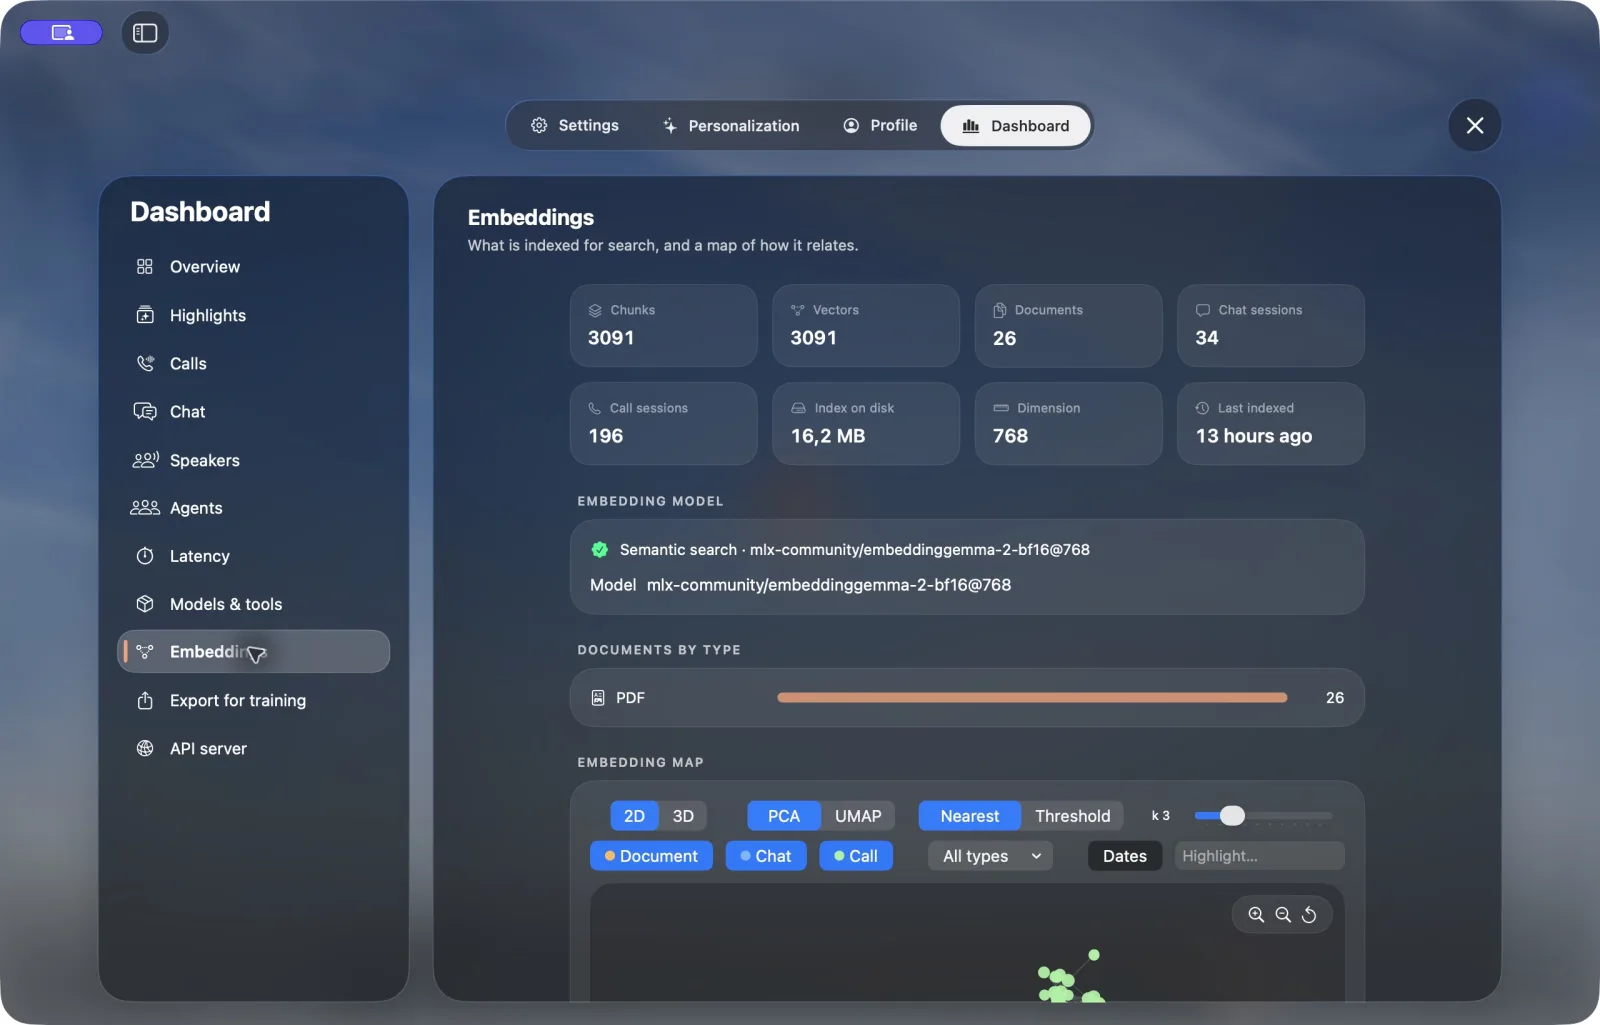 Settings
Personalization
Profile
Dashboard
Dashboard
Overview
Highlights
Calls
Chat
Speakers
Agents
Latency
Models & tools
Embeddings
Export for training
API server
Embeddings
What is indexed for search, and a map of how it relates.
Chunks
3091
Vectors
3091
Documents
26
Chat sessions
34
Call sessions
196
Index on disk
16,2 MB
Dimension
768
Last indexed
13 hours ago
EMBEDDING MODEL
Semantic search · mlx-community/embeddinggemma-2-bf16@768
Model mlx-community/embeddinggemma-2-bf16@768
DOCUMENTS BY TYPE
PDF 26
EMBEDDING MAP
2D 3D PCA UMAP Nearest Threshold k 3
Document Chat Call All types Dates Highlight...